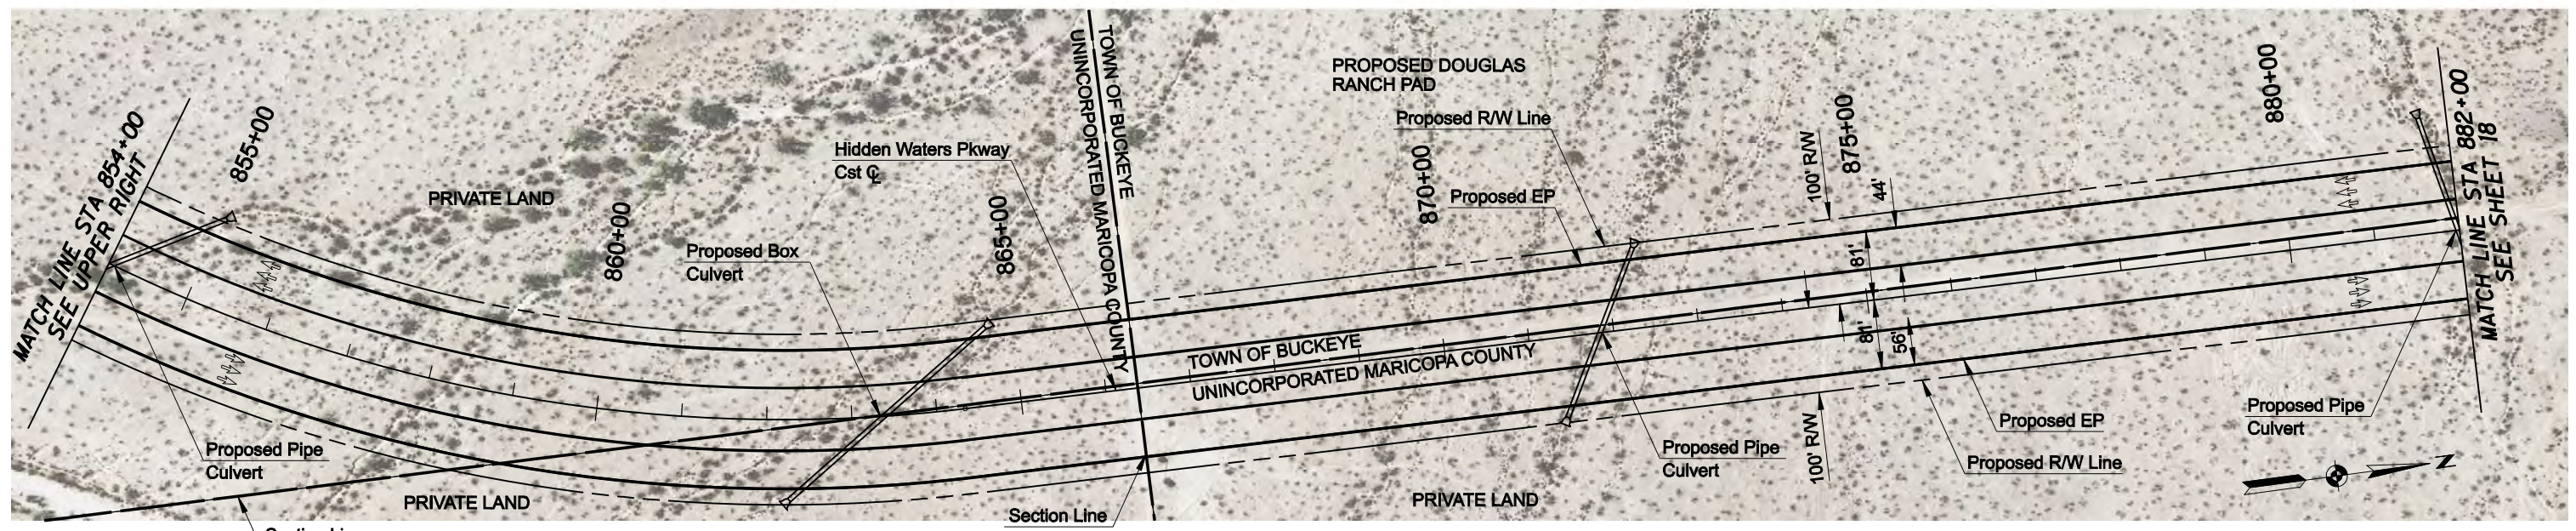 MATCH LINE STA 854+00
SEE UPPER RIGHT
855+00
PRIVATE LAND
860+00
Proposed Box
Culvert
Hidden Waters Pkway
Cst ℄
865+00
TOWN OF BUCKEYE
UNINCORPORATED MARICOPA COUNTY
PROPOSED DOUGLAS
RANCH PAD
Proposed R/W Line
870+00
Proposed EP
100' R/W
875+00
44'
81'
880+00
MATCH LINE STA 882+00
SEE SHEET 18
TOWN OF BUCKEYE
UNINCORPORATED MARICOPA COUNTY
81'
56'
Proposed Pipe
Culvert
PRIVATE LAND
Section Line
PRIVATE LAND
Proposed Pipe
Culvert
100' R/W
Proposed EP
Proposed R/W Line
Proposed Pipe
Culvert
N